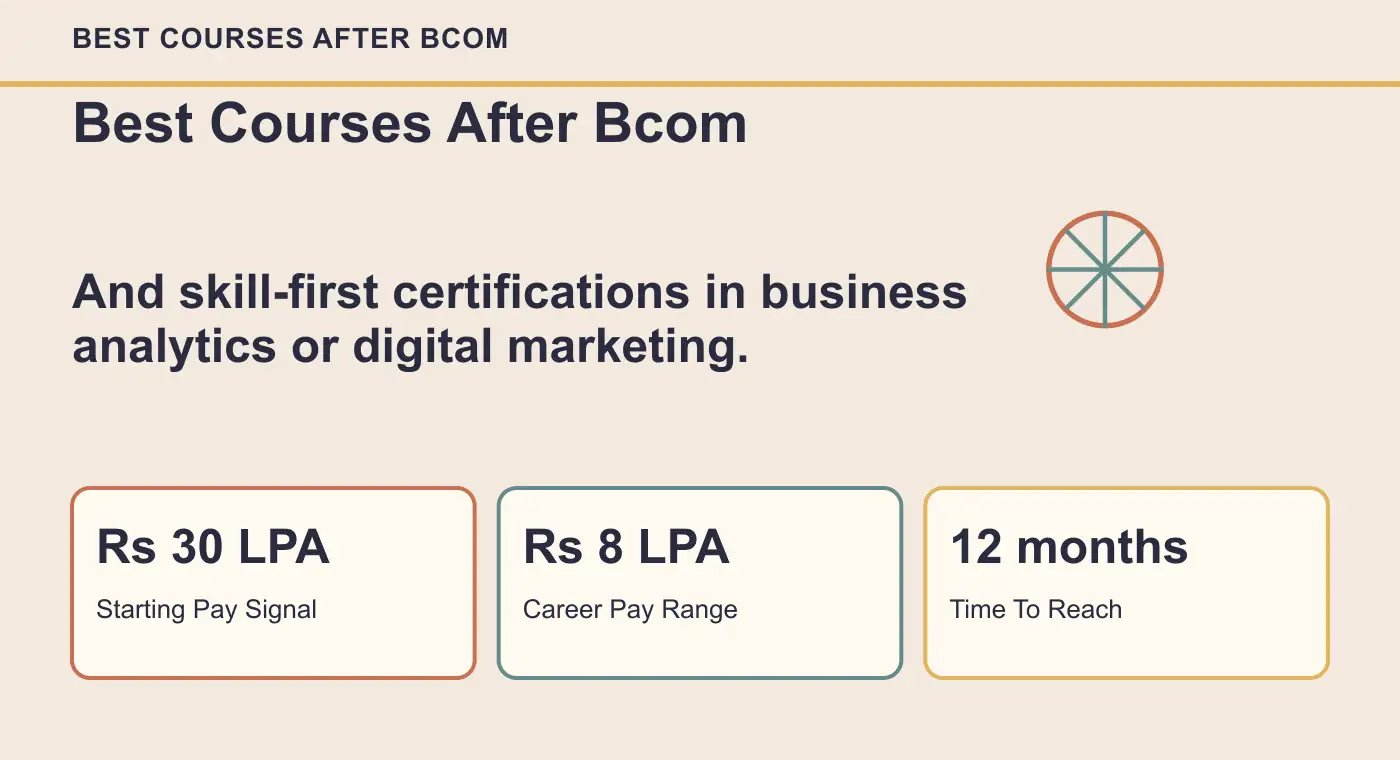 BEST COURSES AFTER BCOM
Best Courses After Bcom
And skill-first certifications in business
analytics or digital marketing.
Rs 30 LPA
Starting Pay Signal
Rs 8 LPA
Career Pay Range
12 months
Time To Reach